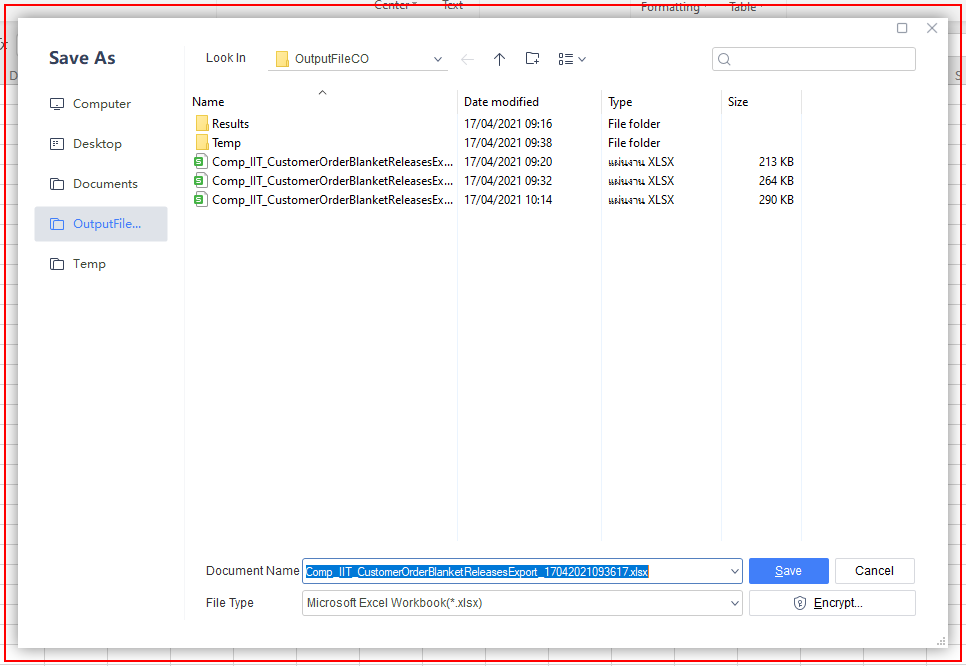 Center Text Formatting Table
Save As
Look In OutputFileCO
Computer
Desktop
Documents
OutputFile...
Temp
Name Date modified Type Size
Results 17/04/2021 09:16 File folder
Temp 17/04/2021 09:38 File folder
Comp_IIT_CustomerOrderBlanketReleasesEx... 17/04/2021 09:20 แผ่นงาน XLSX 213 KB
Comp_IIT_CustomerOrderBlanketReleasesEx... 17/04/2021 09:32 แผ่นงาน XLSX 264 KB
Comp_IIT_CustomerOrderBlanketReleasesEx... 17/04/2021 10:14 แผ่นงาน XLSX 290 KB
Document Name Comp_IIT_CustomerOrderBlanketReleasesExport_17042021093617.xlsx Save Cancel
File Type Microsoft Excel Workbook(*.xlsx) Encrypt...